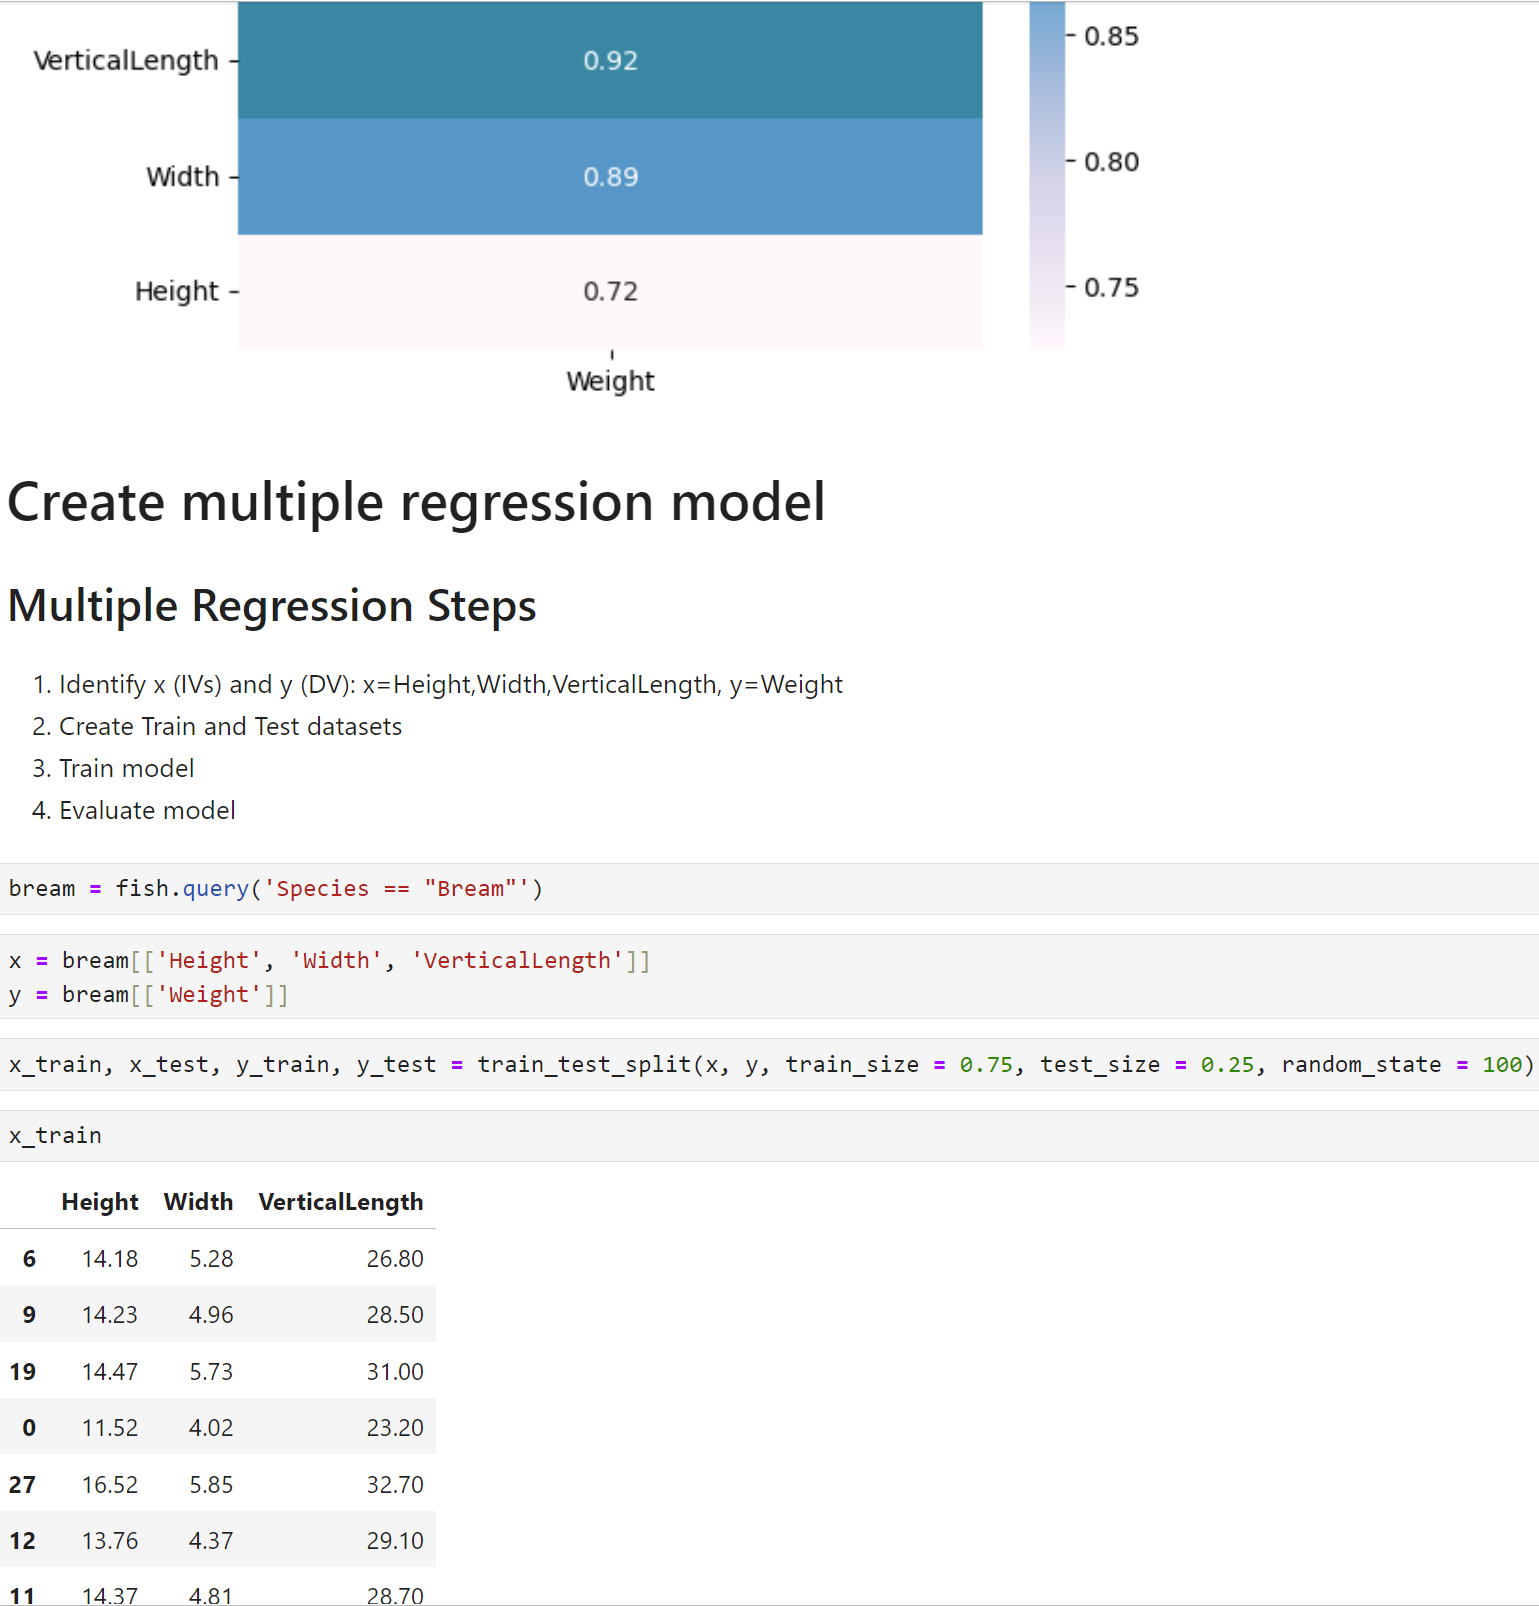 0.85
VerticalLength
0.92
0.80
Width
0.89
0.75
Height
0.72
Weight
Create multiple regression model
Multiple Regression Steps
1. Identify x (IVs) and y (DV): x=Height,Width,VerticalLength, y=Weight
2. Create Train and Test datasets
3. Train model
4. Evaluate model
bream = fish.query('Species == "Bream"')
x = bream[['Height', 'Width', 'VerticalLength']]
y = bream[['Weight']]
x_train, x_test, y_train, y_test = train_test_split(x, y, train_size = 0.75, test_size = 0.25, random_state = 100)
x_train
Height Width VerticalLength
6 14.18 5.28 26.80
9 14.23 4.96 28.50
19 14.47 5.73 31.00
0 11.52 4.02 23.20
27 16.52 5.85 32.70
12 13.76 4.37 29.10
11 14.37 4.81 28.70